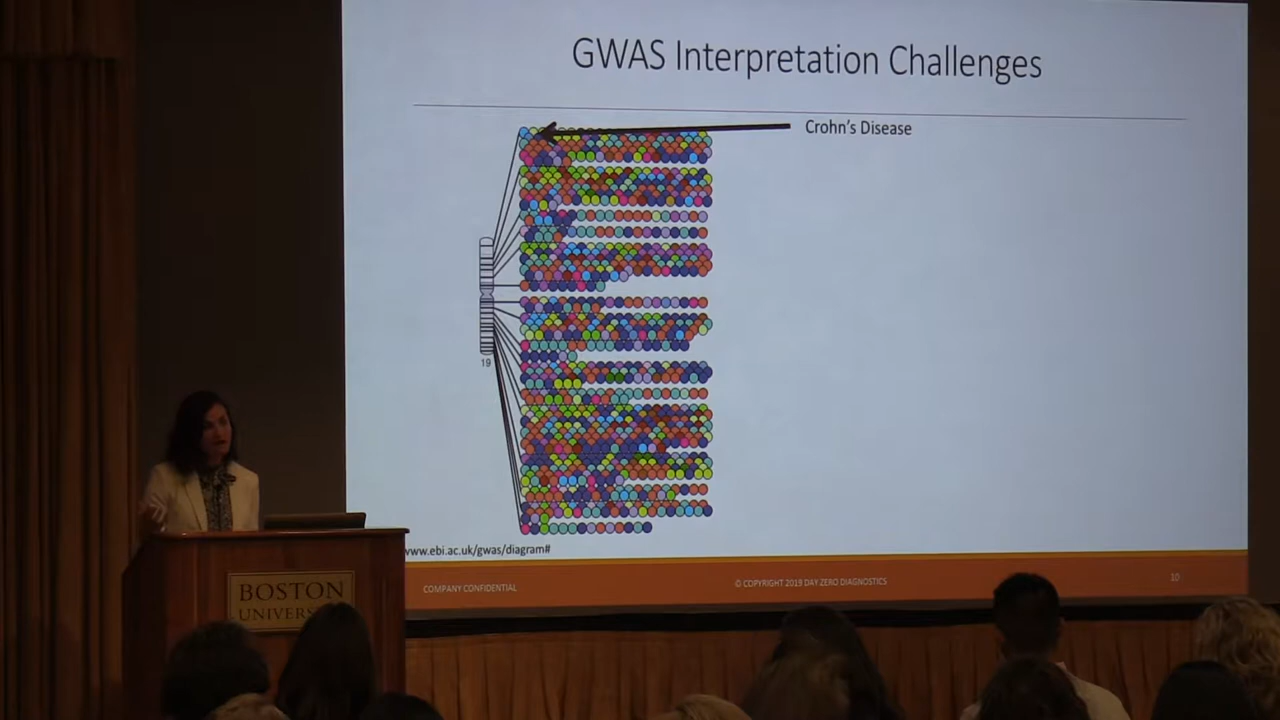 GWAS Interpretation Challenges
Crohn's Disease
19
www.ebi.ac.uk/gwas/diagram#
COMPANY CONFIDENTIAL
© COPYRIGHT 2019 DAY ZERO DIAGNOSTICS
10
BOSTON